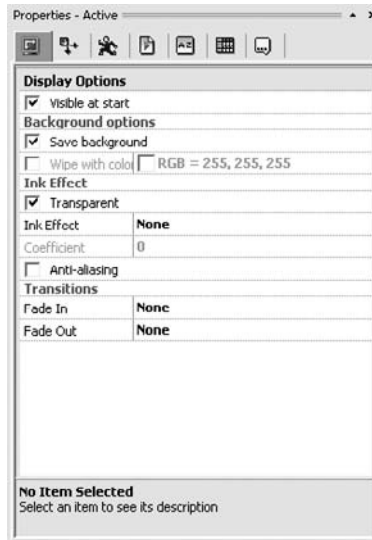 Properties - Active
Display Options
Visible at start
Background options
Save background
Wipe with color RGB = 255, 255, 255
Ink Effect
Transparent
Ink Effect None
Coefficient 0
Anti-aliasing
Transitions
Fade In None
Fade Out None
No Item Selected
Select an item to see its description